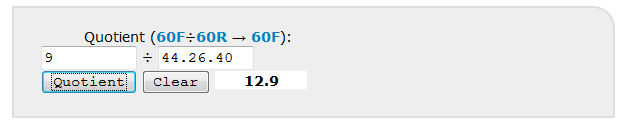 Quotient (60F÷60R → 60F):
9 ÷ 44.26.40
Quotient Clear 12.9